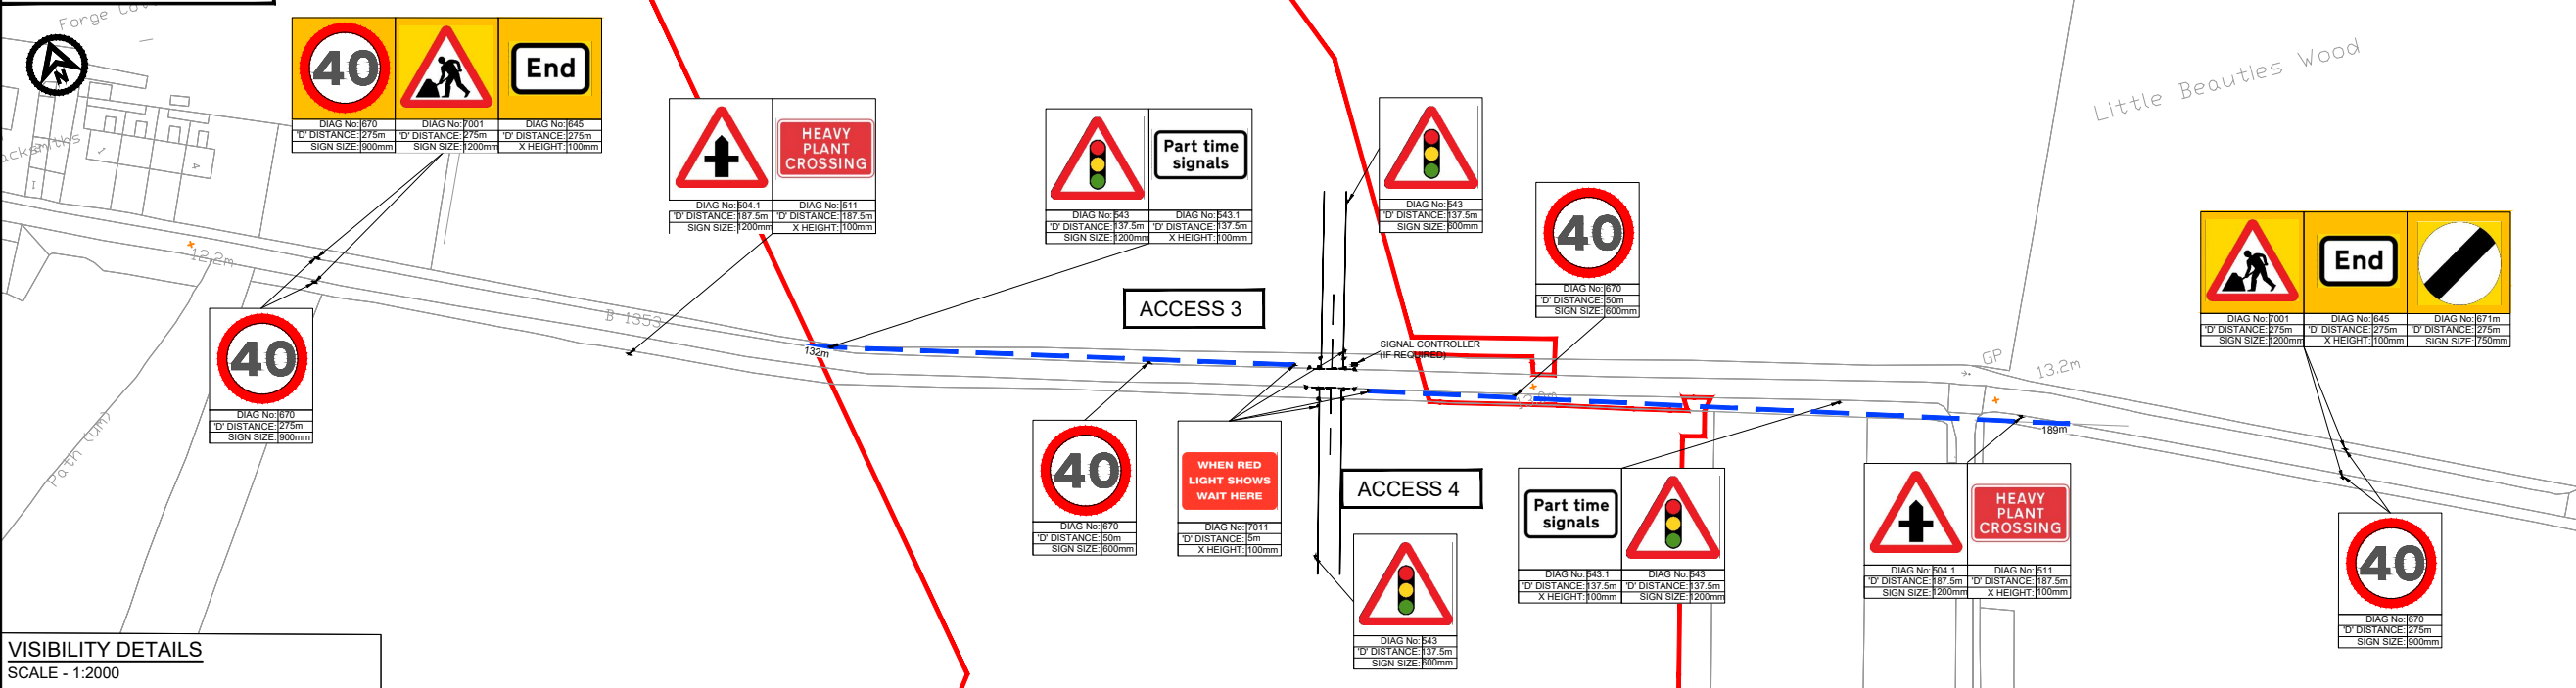 Forge Co
N
acksmiths
12.2m
Path (um)
B 1353
40
End
DIAG No: 670
'D' DISTANCE: 275m
SIGN SIZE: 900mm
DIAG No: 7001
'D' DISTANCE: 275m
SIGN SIZE: 1200mm
DIAG No: 645
'D' DISTANCE: 275m
X HEIGHT: 100mm
40
DIAG No: 670
'D' DISTANCE: 275m
SIGN SIZE: 900mm
HEAVY
PLANT
CROSSING
DIAG No: 504.1
'D' DISTANCE: 187.5m
SIGN SIZE: 1200mm
DIAG No: 511
'D' DISTANCE: 187.5m
X HEIGHT: 100mm
132m
Part time
signals
DIAG No: 543
'D' DISTANCE: 137.5m
SIGN SIZE: 1200mm
DIAG No: 543.1
'D' DISTANCE: 137.5m
X HEIGHT: 100mm
ACCESS 3
DIAG No: 543
'D' DISTANCE: 137.5m
SIGN SIZE: 600mm
SIGNAL CONTROLLER
(IF REQUIRED)
40
DIAG No: 670
'D' DISTANCE: 50m
SIGN SIZE: 600mm
40
DIAG No: 670
'D' DISTANCE: 50m
SIGN SIZE: 600mm
WHEN RED
LIGHT SHOWS
WAIT HERE
DIAG No: 7011
'D' DISTANCE: 5m
X HEIGHT: 100mm
ACCESS 4
DIAG No: 543
'D' DISTANCE: 137.5m
SIGN SIZE: 600mm
Part time
signals
DIAG No: 543.1
'D' DISTANCE: 137.5m
X HEIGHT: 100mm
DIAG No: 543
'D' DISTANCE: 137.5m
SIGN SIZE: 1200mm
HEAVY
PLANT
CROSSING
DIAG No: 504.1
'D' DISTANCE: 187.5m
SIGN SIZE: 1200mm
DIAG No: 511
'D' DISTANCE: 187.5m
X HEIGHT: 100mm
189m
GP
13.2m
Little Beauties Wood
End
DIAG No: 7001
'D' DISTANCE: 275m
SIGN SIZE: 1200mm
DIAG No: 645
'D' DISTANCE: 275m
X HEIGHT: 100mm
DIAG No: 671m
'D' DISTANCE: 275m
SIGN SIZE: 750mm
40
DIAG No: 670
'D' DISTANCE: 275m
SIGN SIZE: 900mm
VISIBILITY DETAILS
SCALE - 1:2000